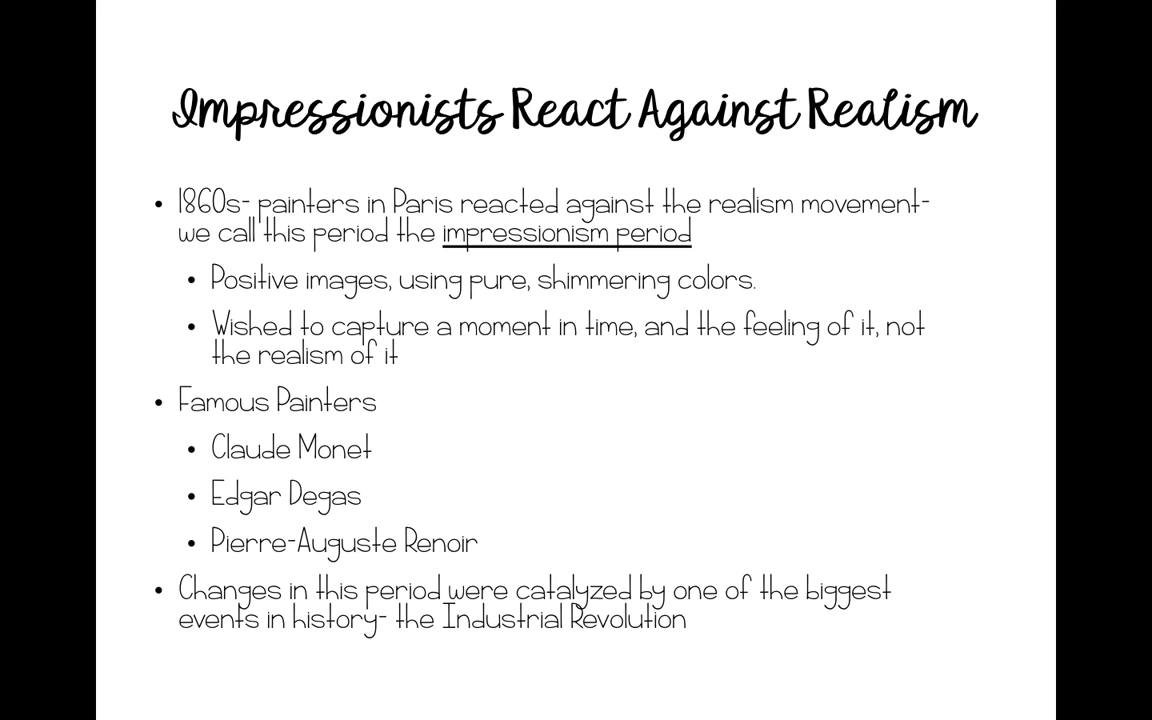 Impressionists React Against Realism
• 1860s- painters in Paris reacted against the realism movement-
we call this period the impressionism period
• Positive images, using pure, shimmering colors.
• Wished to capture a moment in time, and the feeling of it, not
the realism of it
• Famous Painters
• Claude Monet
• Edgar Degas
• Pierre-Auguste Renoir
• Changes in this period were catalyzed by one of the biggest
events in history- the Industrial Revolution